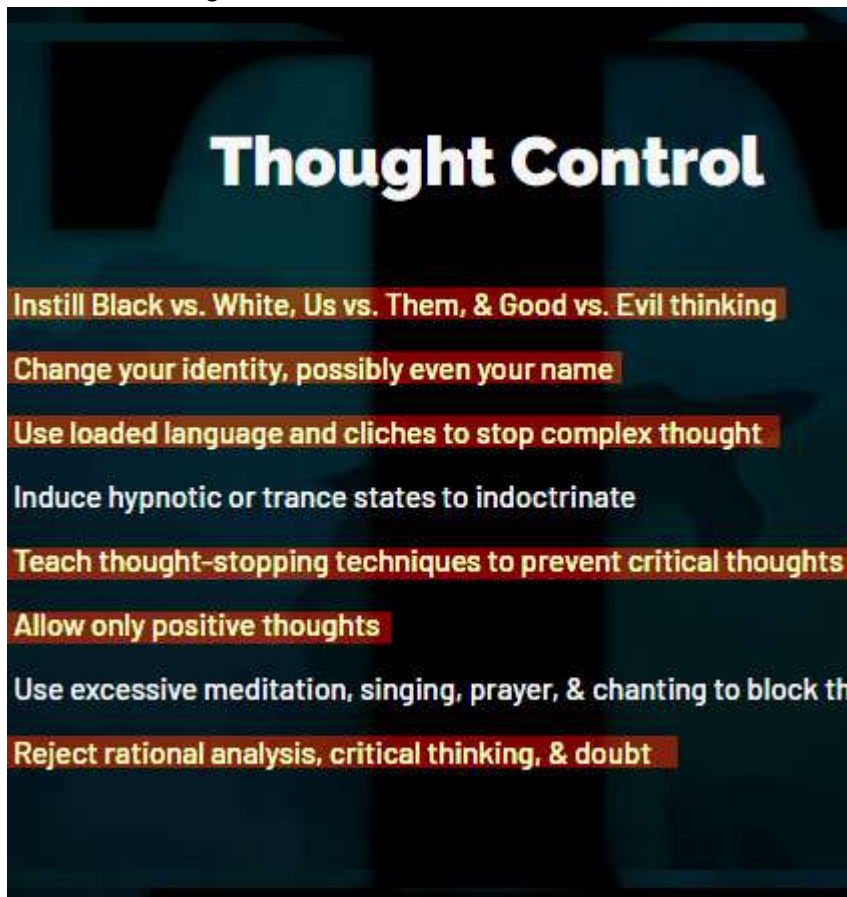 Thought Control
Instill Black vs. White, Us vs. Them, & Good vs. Evil thinking
Change your identity, possibly even your name
Use loaded language and cliches to stop complex thought
Induce hypnotic or trance states to indoctrinate
Teach thought-stopping techniques to prevent critical thoughts
Allow only positive thoughts
Use excessive meditation, singing, prayer, & chanting to block
Reject rational analysis, critical thinking, & doubt